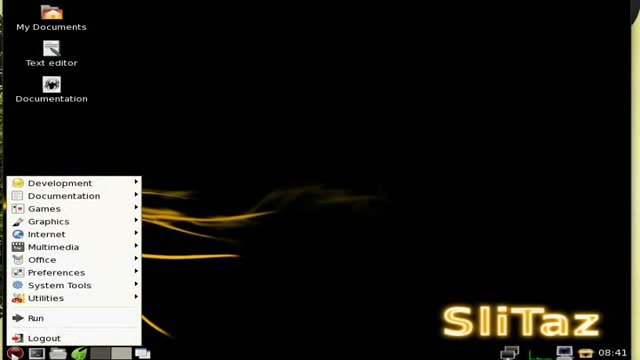 My Documents
Text editor
Documentation
Development
Documentation
Games
Graphics
Internet
Multimedia
Office
Preferences
System Tools
Utilities
Run
Logout
SliTaz
08:41